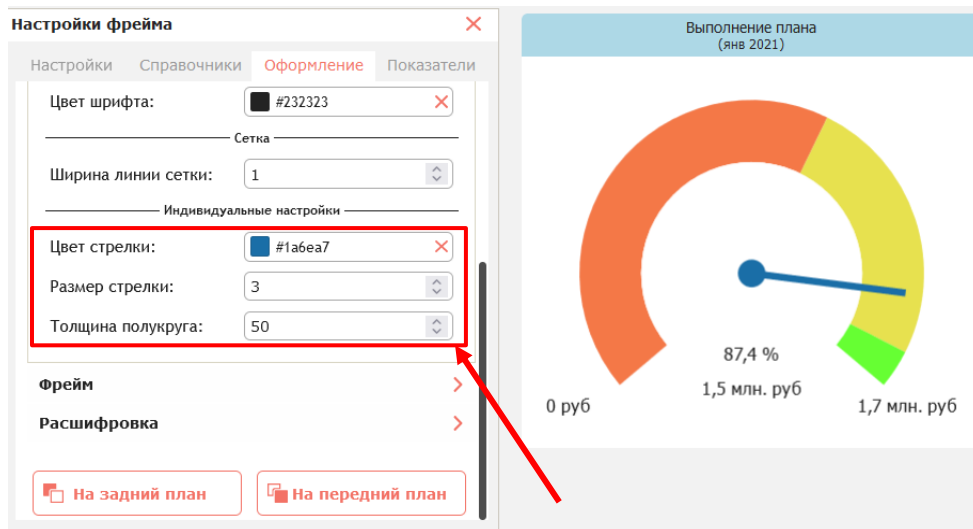 Настройки фрейма
Настройки Справочники Оформление Показатели
Цвет шрифта: #232323
Сетка
Ширина линии сетки: 1
Индивидуальные настройки
Цвет стрелки: #1a6ea7
Размер стрелки: 3
Толщина полукруга: 50
Фрейм
Расшифровка
На задний план На передний план
Выполнение плана
(янв 2021)
87,4 %
1,5 млн. руб
0 руб
1,7 млн. руб